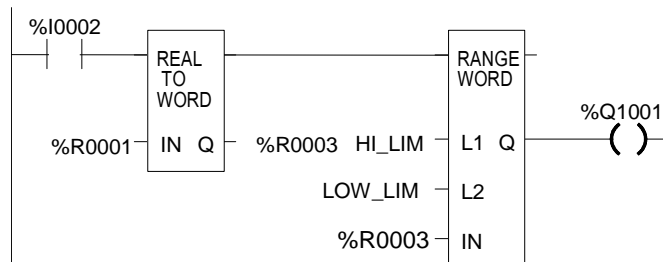 %I0002
REAL
TO
WORD
RANGE
WORD
%Q1001
%R0001 IN Q %R0003 HI_LIM L1 Q
LOW_LIM L2
%R0003 IN